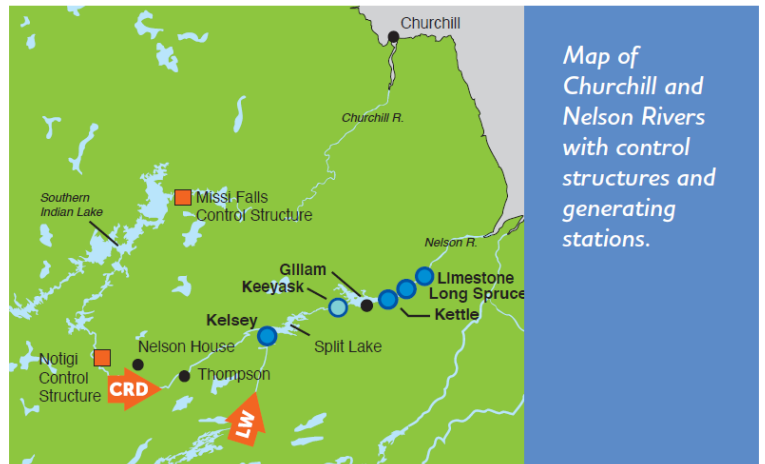 Churchill
Map of
Churchill and
Nelson Rivers
with control
structures and
generating
stations.
Churchill R.
Southern
Indian Lake
Missi Falls
Control Structure
Nelson R.
Gillam
Keeyask
Limestone
Long Spruce
Kettle
Kelsey
Split Lake
Notigi
Control
Structure
Nelson House
Thompson
CRD
LW